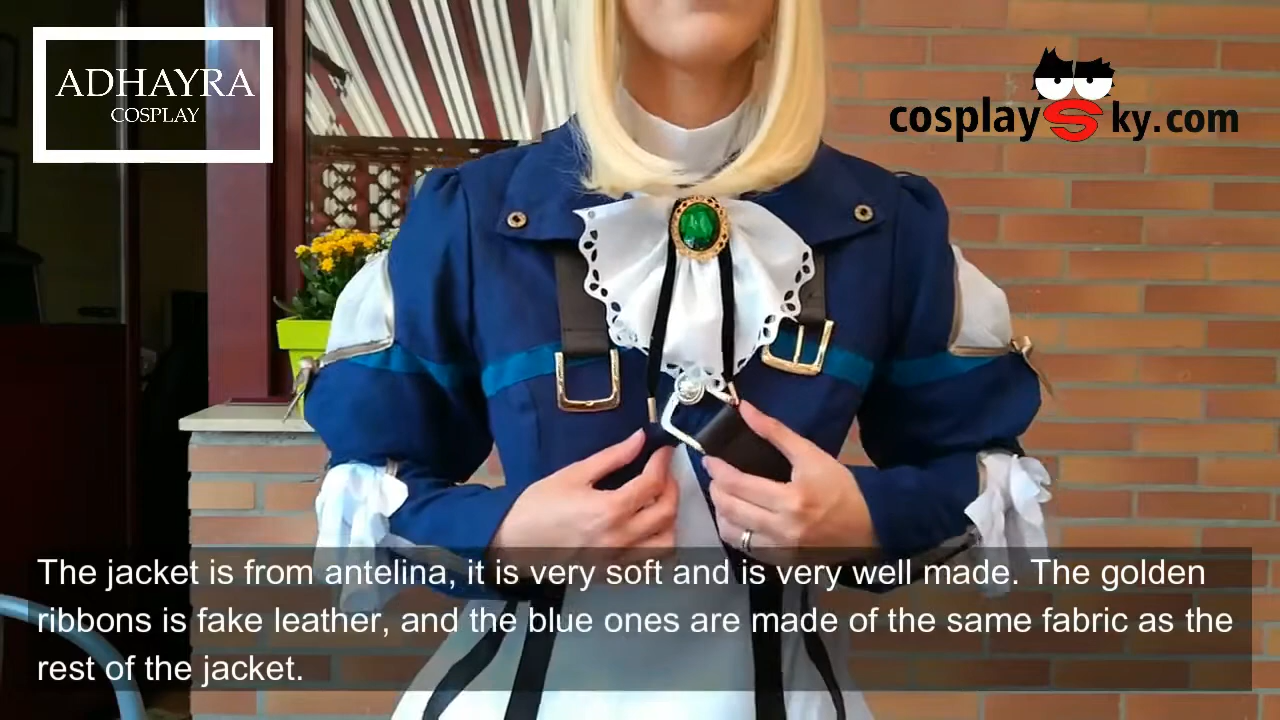 ADHAYRA
COSPLAY
cosplaySky.com
The jacket is from antelina, it is very soft and is very well made. The golden
ribbons is fake leather, and the blue ones are made of the same fabric as the
rest of the jacket.